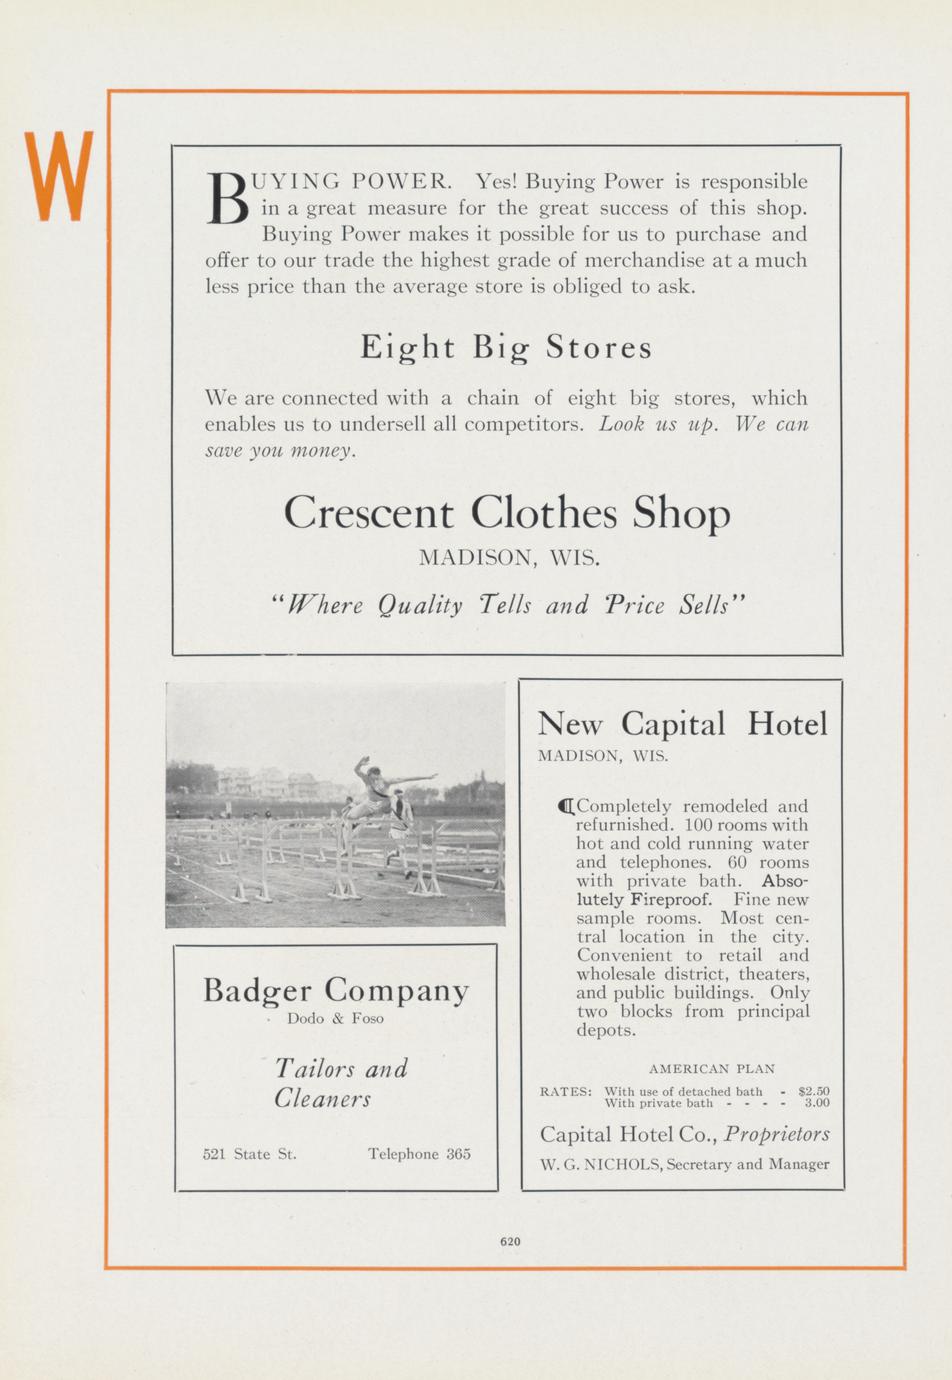 W
BUYING POWER. Yes! Buying Power is responsible
in a great measure for the great success of this shop.
Buying Power makes it possible for us to purchase and
offer to our trade the highest grade of merchandise at a much
less price than the average store is obliged to ask.
Eight Big Stores
We are connected with a chain of eight big stores, which
enables us to undersell all competitors. Look us up. We can
save you money.
Crescent Clothes Shop
MADISON, WIS.
“Where Quality Tells and Price Sells”
Badger Company
Dodo & Foso
Tailors and
Cleaners
521 State St. Telephone 365
New Capital Hotel
MADISON, WIS.
¶Completely remodeled and
refurnished. 100 rooms with
hot and cold running water
and telephones. 60 rooms
with private bath. Abso-
lutely Fireproof. Fine new
sample rooms. Most cen-
tral location in the city.
Convenient to retail and
wholesale district, theaters,
and public buildings. Only
two blocks from principal
depots.
AMERICAN PLAN
RATES: With use of detached bath - $2.50
With private bath - - - - 3.00
Capital Hotel Co., Proprietors
W. G. NICHOLS, Secretary and Manager
620